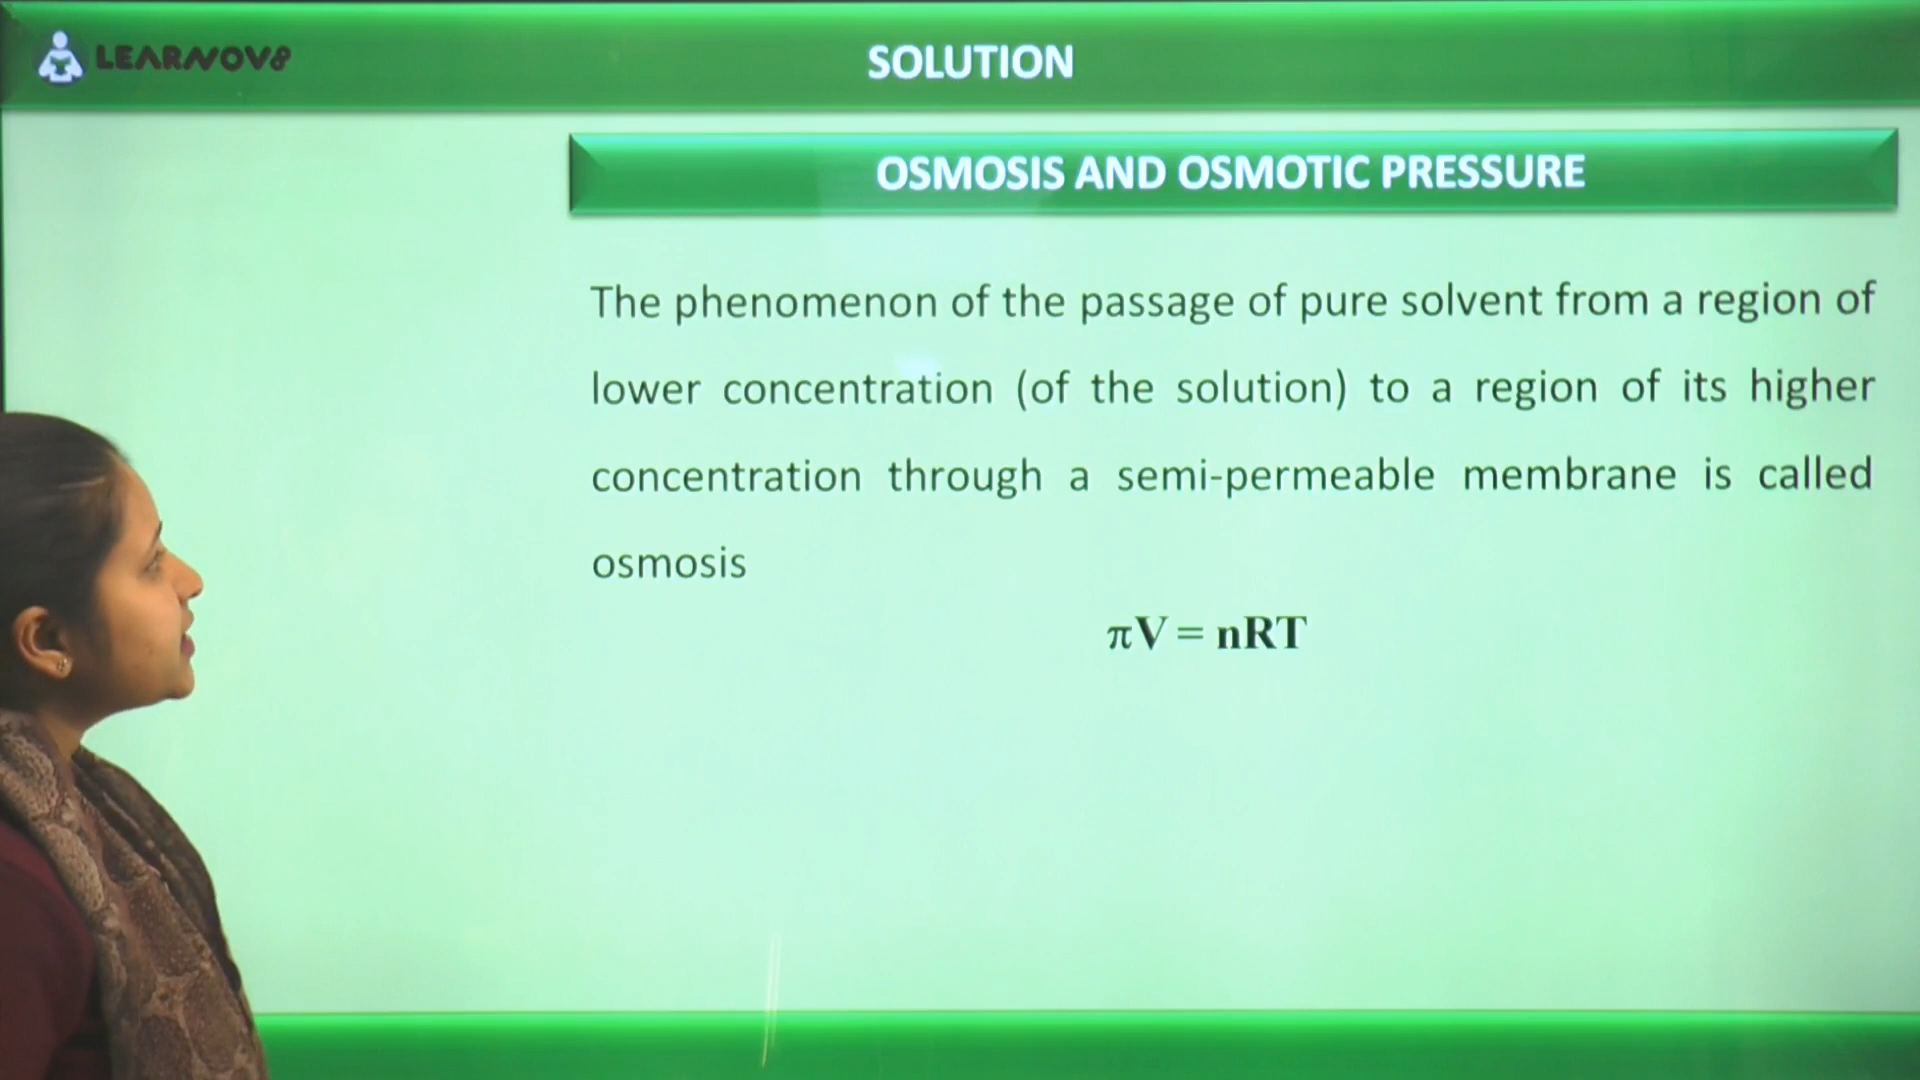 LEARNOV8
SOLUTION
OSMOSIS AND OSMOTIC PRESSURE
The phenomenon of the passage of pure solvent from a region of
lower concentration (of the solution) to a region of its higher
concentration through a semi-permeable membrane is called
osmosis
πV = nRT